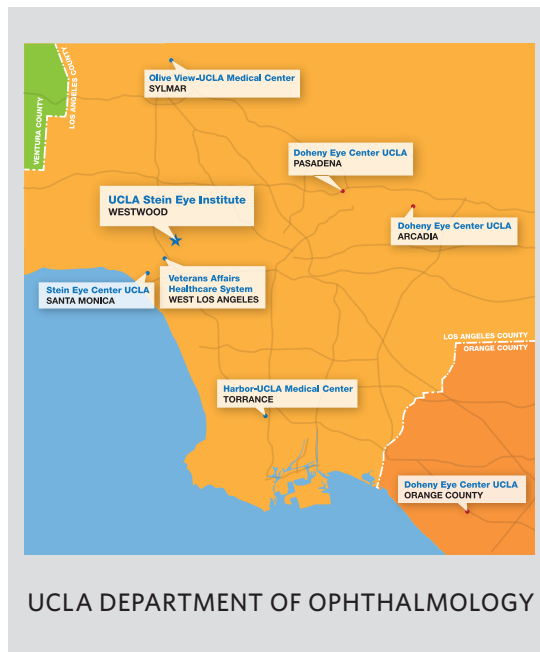 VENTURA COUNTY
LOS ANGELES COUNTY
Olive View-UCLA Medical Center
SYLMAR
Doheny Eye Center UCLA
PASADENA
UCLA Stein Eye Institute
WESTWOOD
Doheny Eye Center UCLA
ARCADIA
Stein Eye Center UCLA
SANTA MONICA
Veterans Affairs
Healthcare System
WEST LOS ANGELES
LOS ANGELES COUNTY
ORANGE COUNTY
Harbor-UCLA Medical Center
TORRANCE
Doheny Eye Center UCLA
ORANGE COUNTY
UCLA DEPARTMENT OF OPHTHALMOLOGY